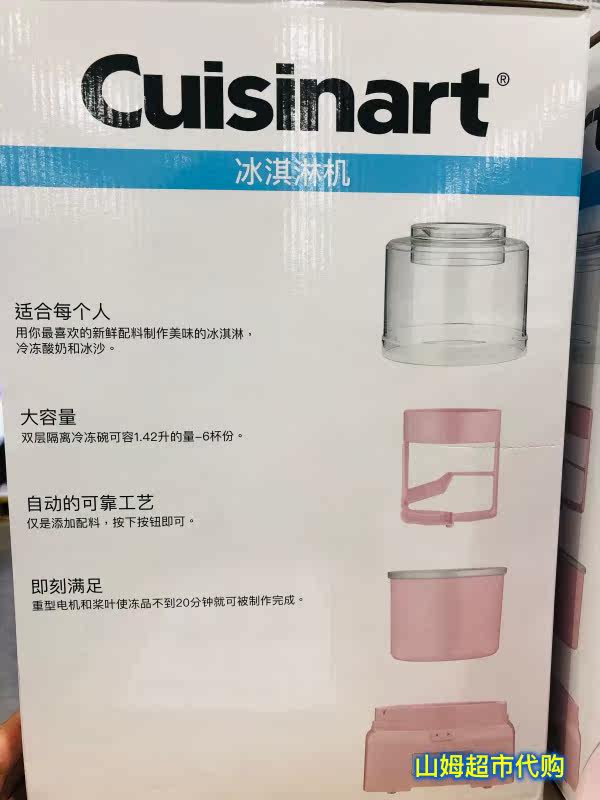 Cuisinart®
冰淇淋机
适合每个人
用你最喜欢的新鲜配料制作美味的冰淇淋，
冷冻酸奶和冰沙。
大容量
双层隔离冷冻碗可容1.42升的量-6杯份。
自动的可靠工艺
仅是添加配料，按下按钮即可。
即刻满足
重型电机和桨叶使冻品不到20分钟就可被制作完成。
山姆超市代购